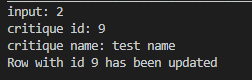 input: 2
critique id: 9
critique name: test name
Row with id 9 has been updated